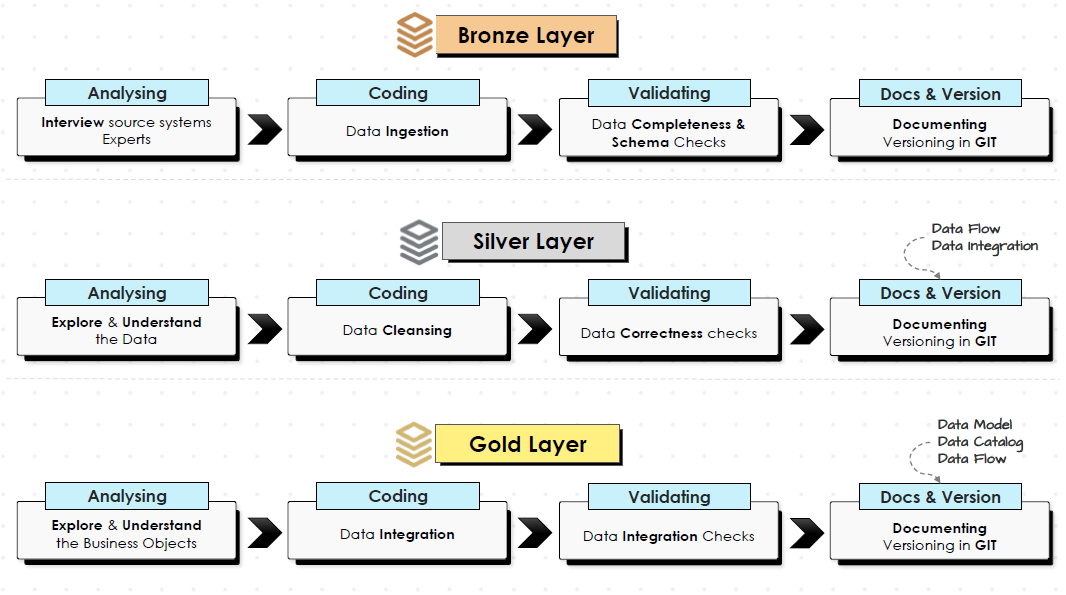 Bronze Layer
Analysing
Interview source systems
Experts
Coding
Data Ingestion
Validating
Data Completeness &
Schema Checks
Docs & Version
Documenting
Versioning in GIT
Silver Layer
Data Flow
Data Integration
Analysing
Explore & Understand
the Data
Coding
Data Cleansing
Validating
Data Correctness checks
Docs & Version
Documenting
Versioning in GIT
Gold Layer
Data Model
Data Catalog
Data Flow
Analysing
Explore & Understand
the Business Objects
Coding
Data Integration
Validating
Data Integration Checks
Docs & Version
Documenting
Versioning in GIT